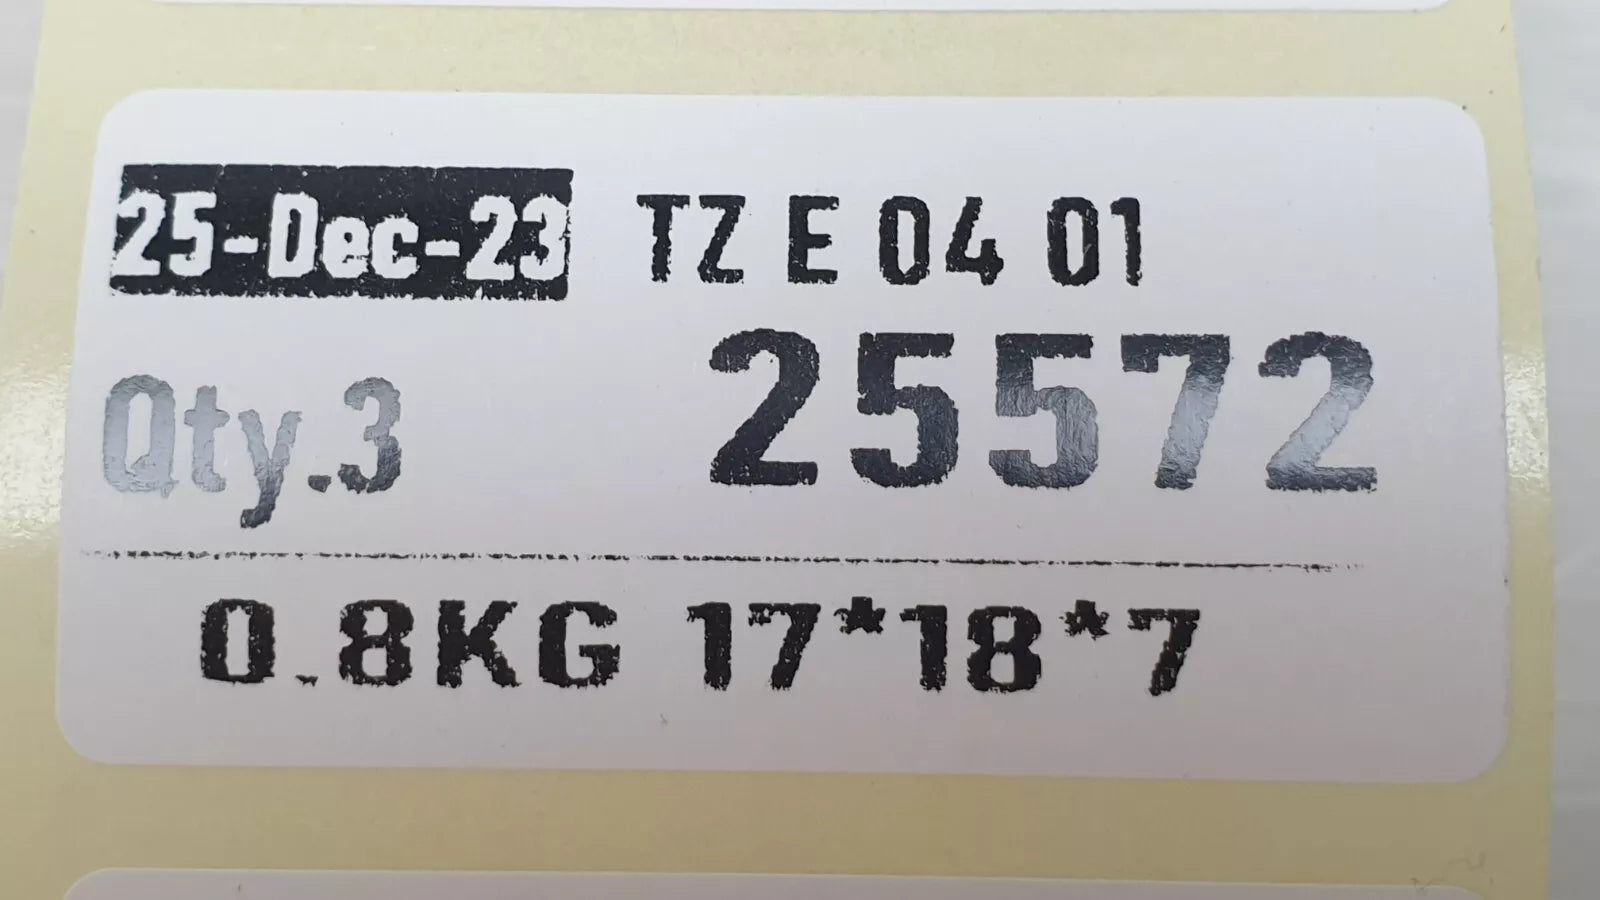 25-Dec-23 TZ E 04 01
Qty.3 25572
0.8KG 17*18*7